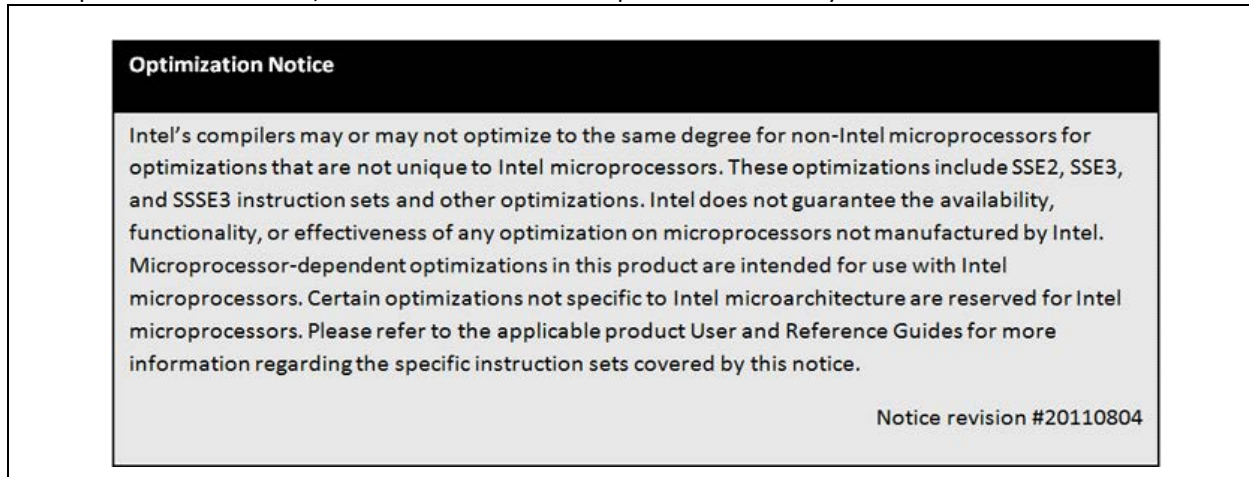 Optimization Notice
Intel's compilers may or may not optimize to the same degree for non-Intel microprocessors for
optimizations that are not unique to Intel microprocessors. These optimizations include SSE2, SSE3,
and SSSE3 instruction sets and other optimizations. Intel does not guarantee the availability,
functionality, or effectiveness of any optimization on microprocessors not manufactured by Intel.
Microprocessor-dependent optimizations in this product are intended for use with Intel
microprocessors. Certain optimizations not specific to Intel microarchitecture are reserved for Intel
microprocessors. Please refer to the applicable product User and Reference Guides for more
information regarding the specific instruction sets covered by this notice.
Notice revision #20110804